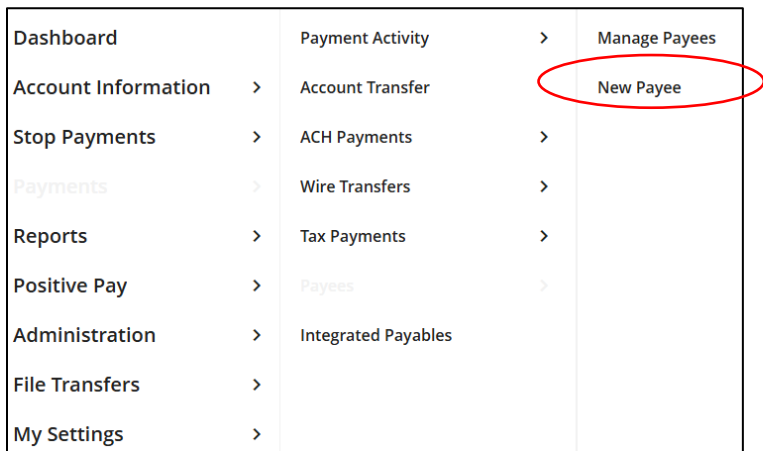 Dashboard
Account Information
Stop Payments
Payments
Reports
Positive Pay
Administration
File Transfers
My Settings
Payment Activity
Account Transfer
ACH Payments
Wire Transfers
Tax Payments
Payees
Integrated Payables
Manage Payees
New Payee